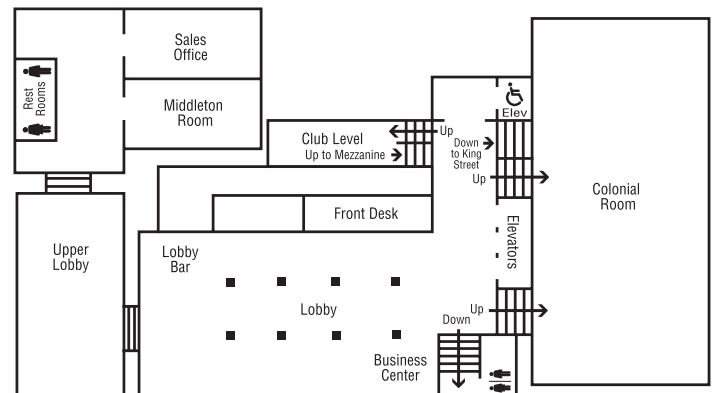 Sales
Office
Rest
Rooms
Middleton
Room
Elev
Club Level
Up to Mezzanine
Up
Down
to King
Street
Up
Colonial
Room
Front Desk
Elevators
Upper
Lobby
Lobby
Bar
Lobby
Up
Down
Business
Center